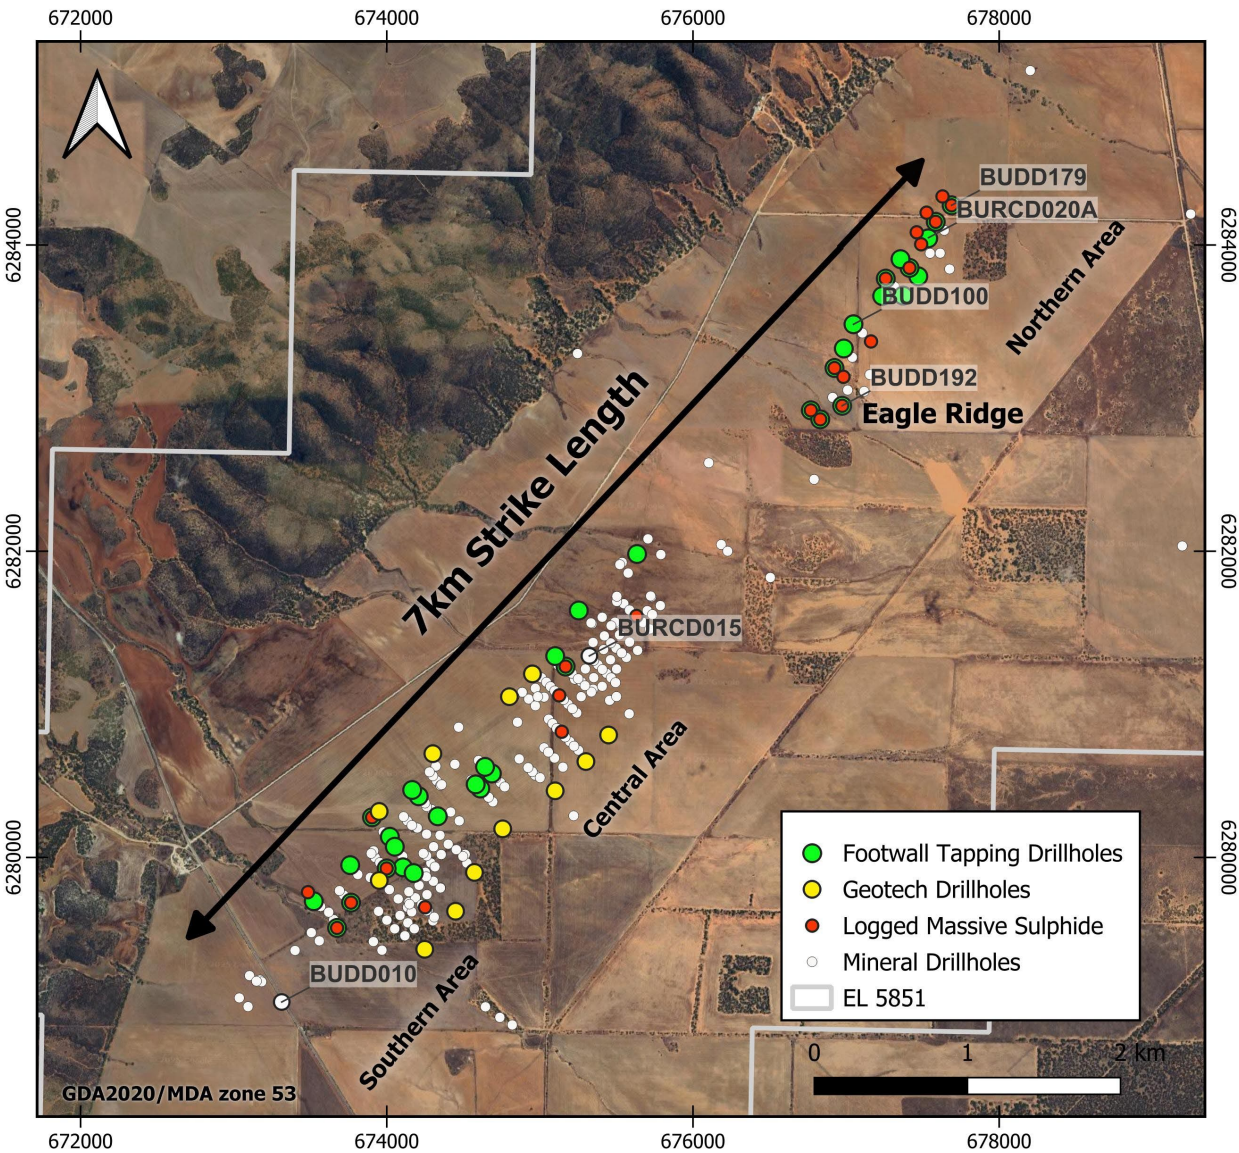 672000
674000
676000
678000
6284000
6284000
6282000
6282000
6280000
6280000
BUDD179
BURCD020A
Northern Area
BUDD100
BUDD192
Eagle Ridge
7km Strike Length
BURCD015
Central Area
BUDD010
Southern Area
Footwall Tapping Drillholes
Geotech Drillholes
Logged Massive Sulphide
Mineral Drillholes
EL 5851
0 1 2 km
GDA2020/MDA zone 53
672000
674000
676000
678000